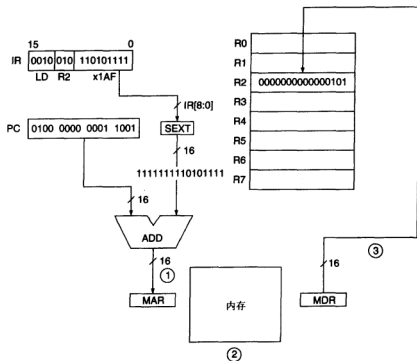 15 0
IR 0010 010 110101111
LD R2 x1AF
IR[8:0]
SEXT
PC 0100 0000 0001 1001
16
1111111110101111
16
16
ADD
16
①
MAR
内存
②
R0
R1
R2 0000000000000101
R3
R4
R5
R6
R7
③
16
MDR